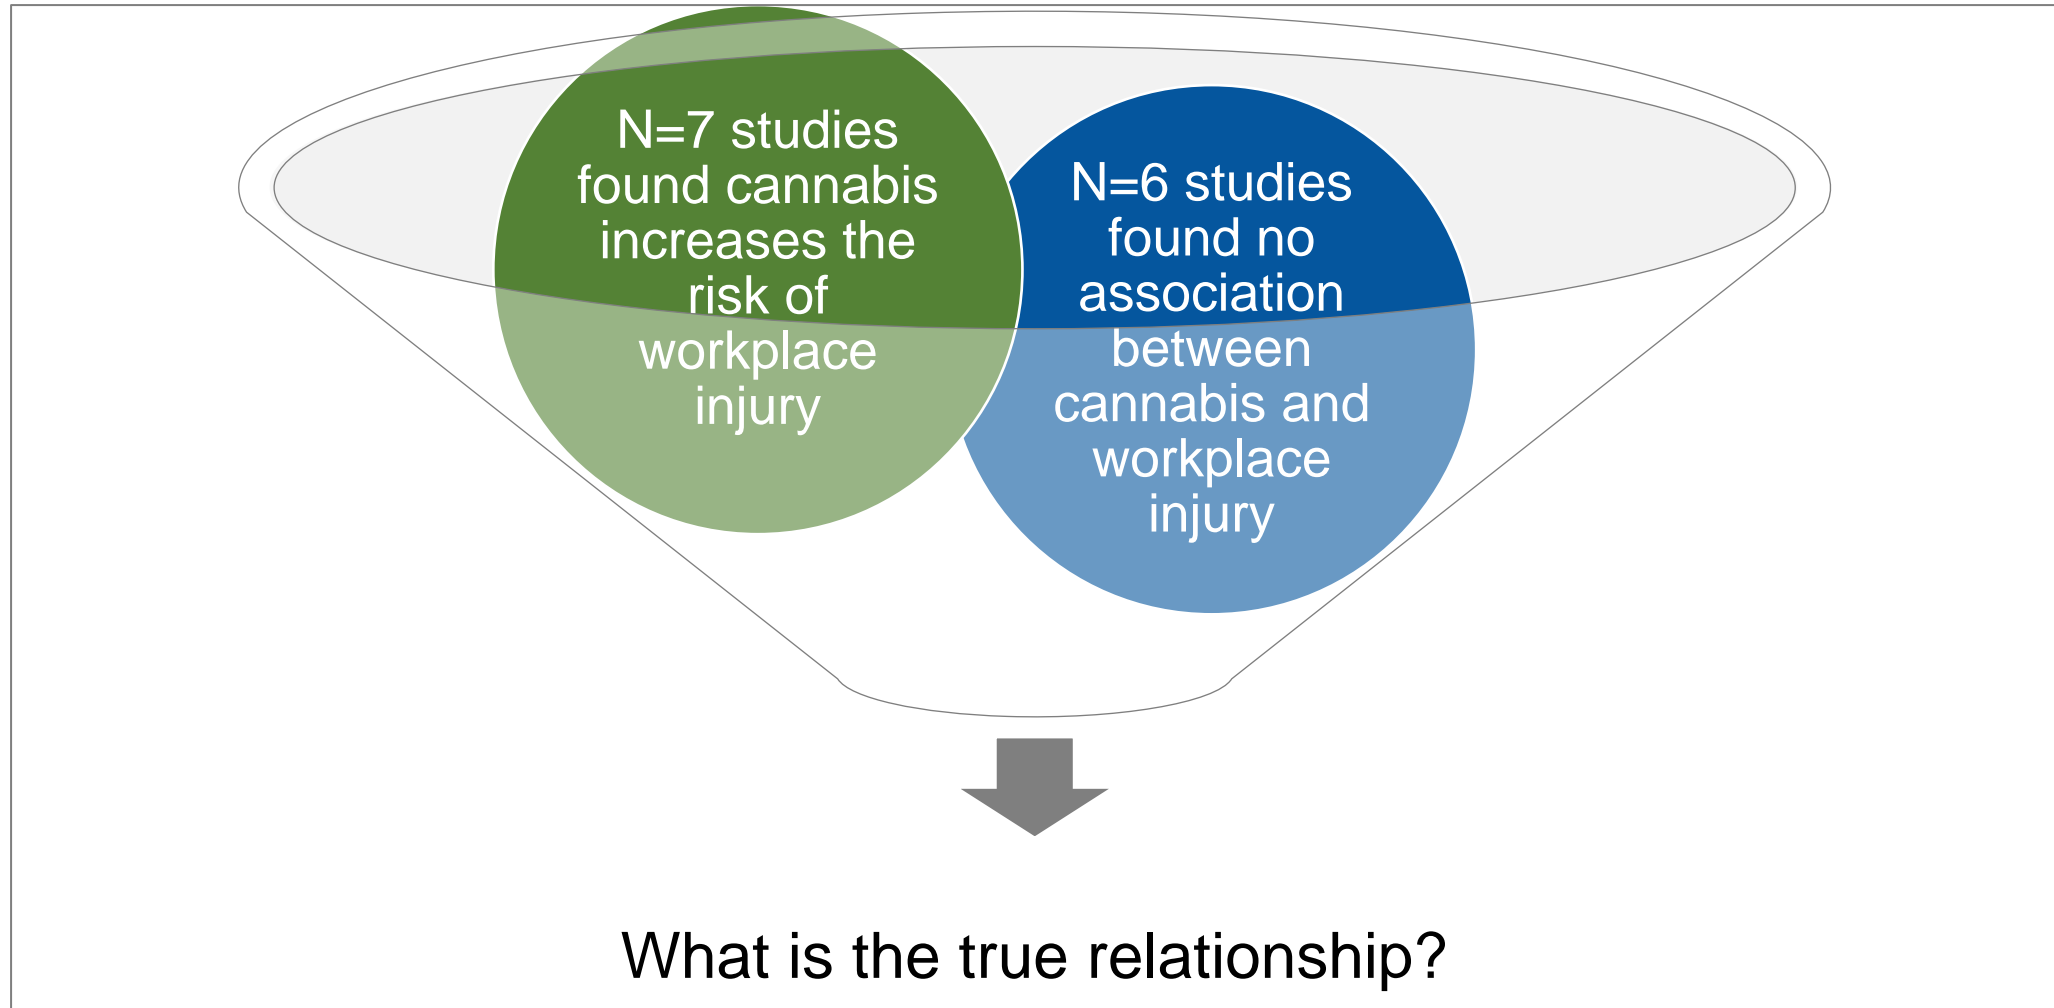 N=7 studies
found cannabis
increases the
risk of
workplace
injury
N=6 studies
found no
association
between
cannabis and
workplace
injury
What is the true relationship?